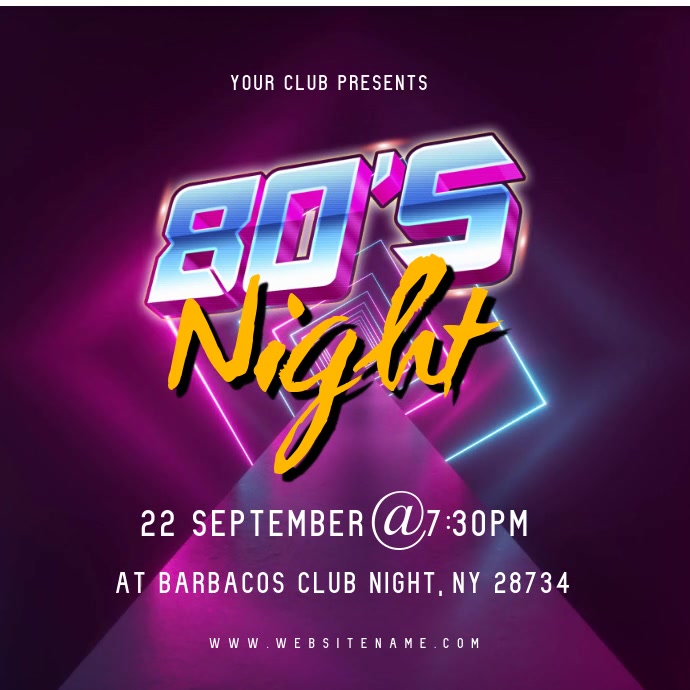 YOUR CLUB PRESENTS
80'S
Night
22 SEPTEMBER @ 7:30PM
AT BARBACOS CLUB NIGHT, NY 28734
WWW.WEBSITENAME.COM